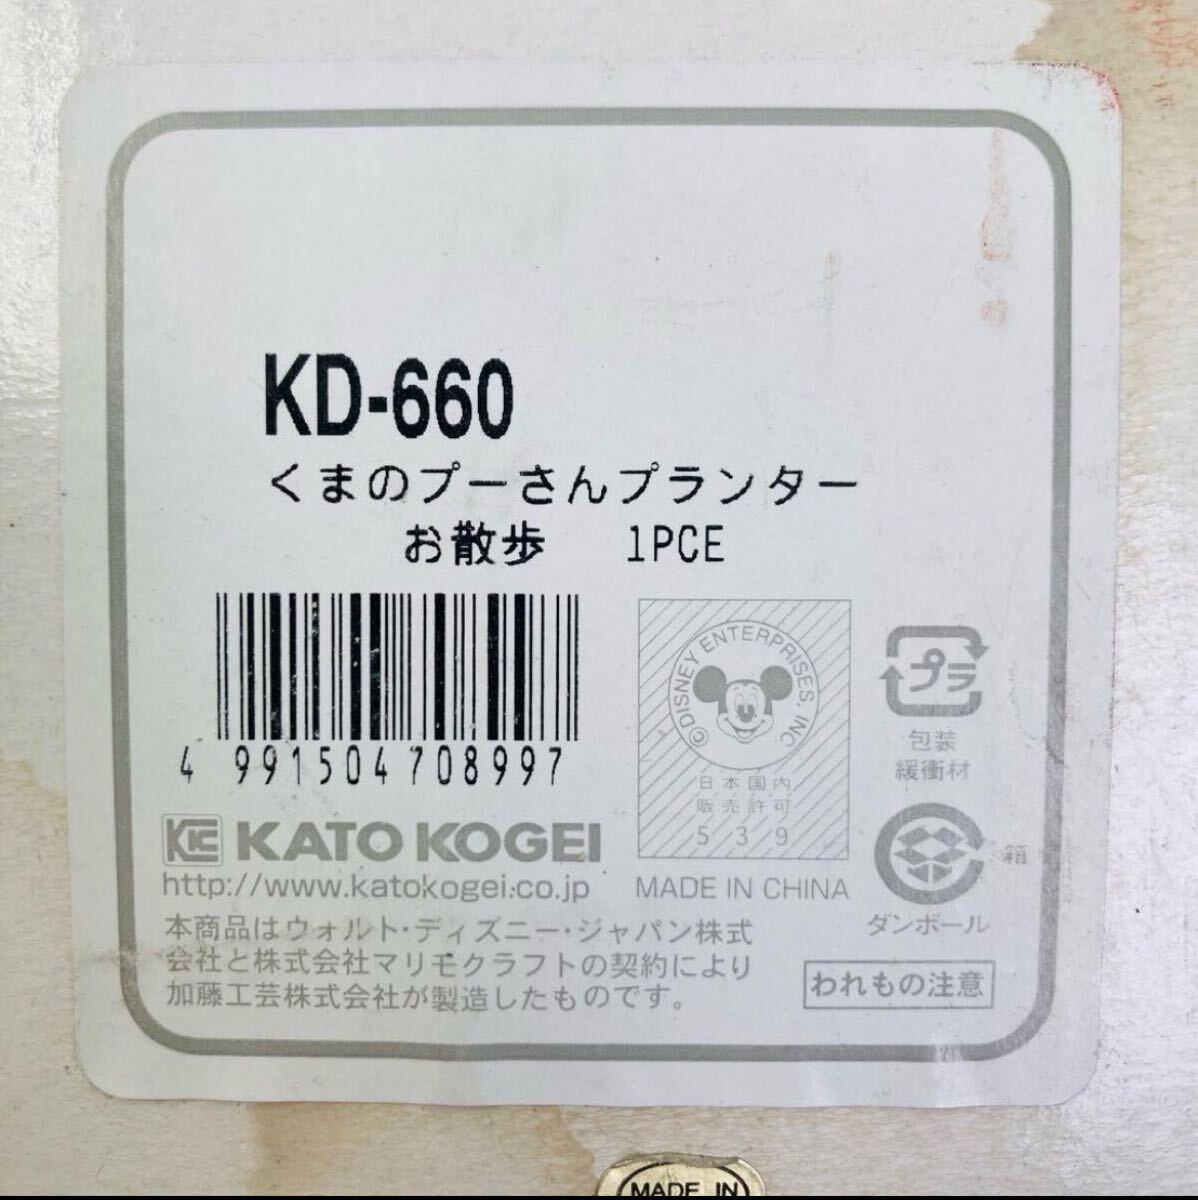 KD-660
くまのプーさんプランター
お散歩 1PCE
4 991504 708997
©DISNEY ENTERPRISES, INC.
日本国内
販売許可
539
プラ
包装
緩衝材
箱
ダンボール
KATO KOGEI
http://www.katokogei.co.jp
MADE IN CHINA
本商品はウォルト・ディズニー・ジャパン株式
会社と株式会社マリモクラフトの契約により
加藤工芸株式会社が製造したものです。
われもの注意
MADE IN